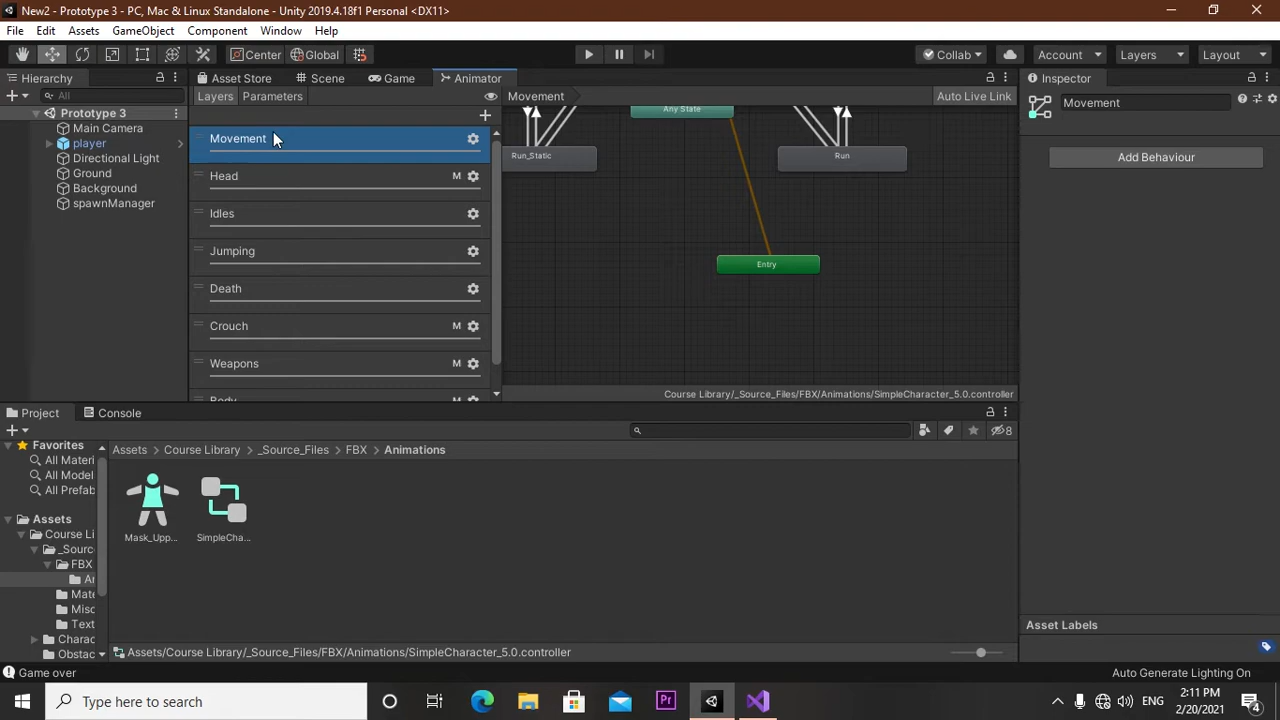 New2 - Prototype 3 - PC, Mac & Linux Standalone - Unity 2019.4.18f1 Personal <DX11>
File Edit Assets GameObject Component Window Help
Center Global Collab Account Layers Layout
Hierarchy Asset Store Scene Game Animator Inspector
All Layers Parameters Movement Auto Live Link Movement
Prototype 3
Main Camera
player
Directional Light
Ground
Background
spawnManager
Movement
Head M
Idles
Jumping
Death
Crouch M
Weapons M
Body
Any State
Run_Static Run
Entry
Add Behaviour
Course Library/_Source_Files/FBX/Animations/SimpleCharacter_5.0.controller
Project Console
8
Favorites
All Materi
All Model
All Prefab
Assets
Course Li
_Sourc
FBX
Ar
Mate
Misc
Text
Charac
Obstac
Assets > Course Library > _Source_Files > FBX > Animations
Mask_Upp... SimpleCha...
Assets/Course Library/_Source_Files/FBX/Animations/SimpleCharacter_5.0.controller
Asset Labels
Game over Auto Generate Lighting On
Type here to search
Pr
ENG
2:11 PM
2/20/2021
4